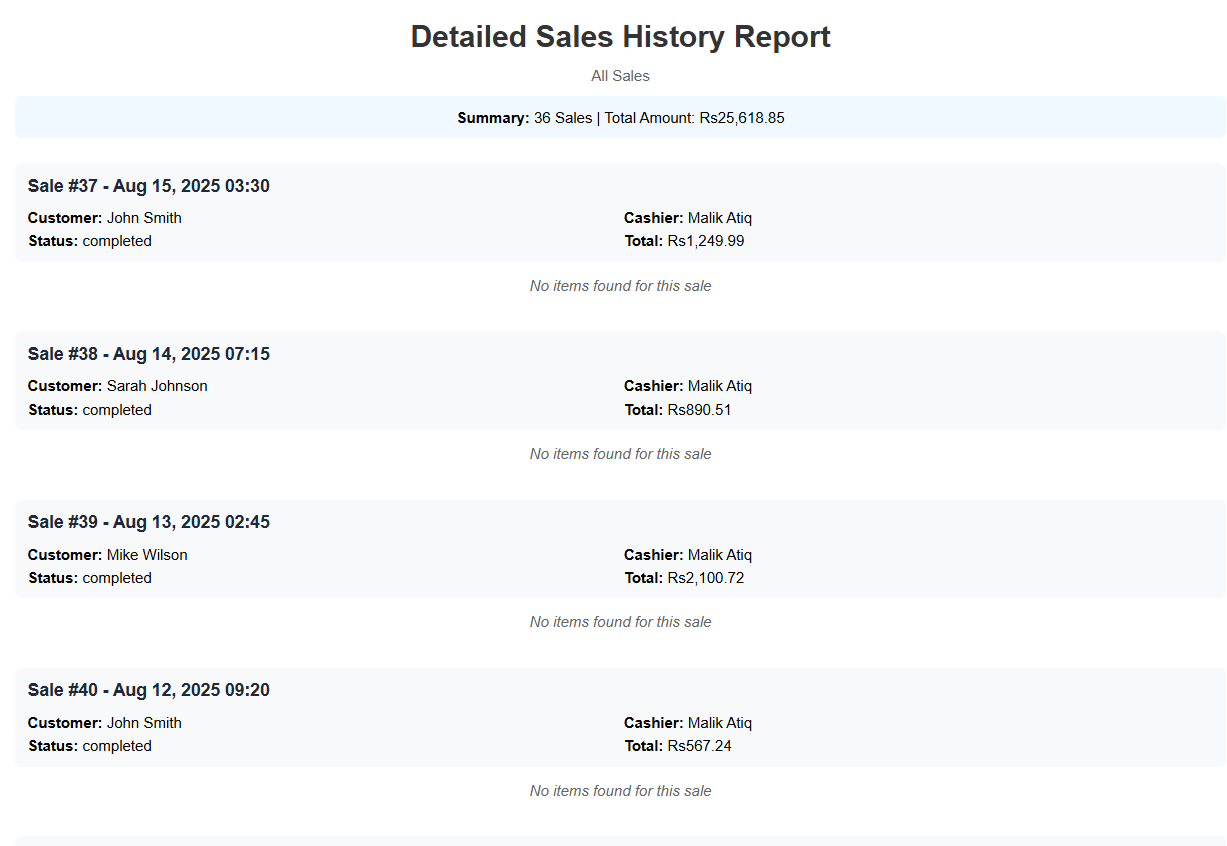 Detailed Sales History Report
All Sales
Summary: 36 Sales | Total Amount: Rs25,618.85
Sale #37 - Aug 15, 2025 03:30
Customer: John Smith Cashier: Malik Atiq
Status: completed Total: Rs1,249.99
No items found for this sale
Sale #38 - Aug 14, 2025 07:15
Customer: Sarah Johnson Cashier: Malik Atiq
Status: completed Total: Rs890.51
No items found for this sale
Sale #39 - Aug 13, 2025 02:45
Customer: Mike Wilson Cashier: Malik Atiq
Status: completed Total: Rs2,100.72
No items found for this sale
Sale #40 - Aug 12, 2025 09:20
Customer: John Smith Cashier: Malik Atiq
Status: completed Total: Rs567.24
No items found for this sale